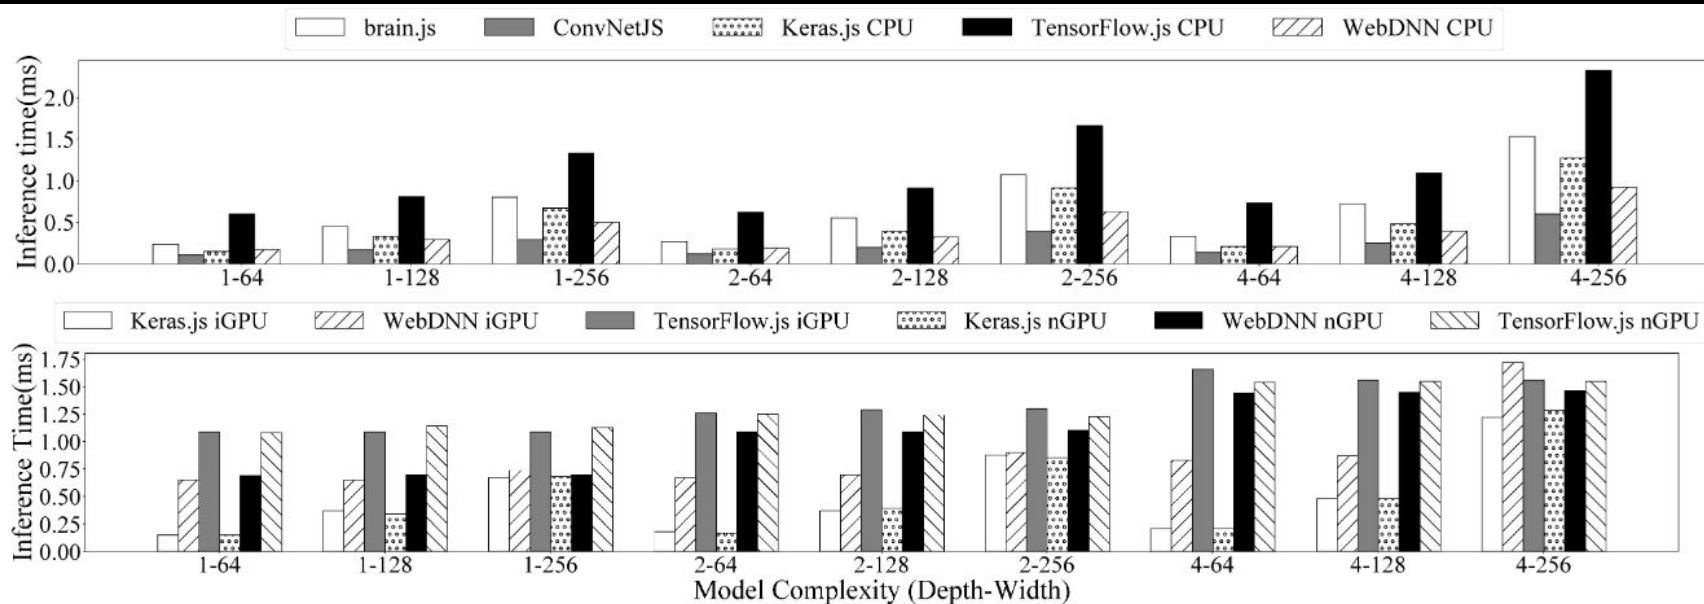 brain.js ConvNetJS Keras.js CPU TensorFlow.js CPU WebDNN CPU
Inference time(ms)
2.0
1.5
1.0
0.5
0.0
1-64 1-128 1-256 2-64 2-128 2-256 4-64 4-128 4-256
Keras.js iGPU WebDNN iGPU TensorFlow.js iGPU Keras.js nGPU WebDNN nGPU TensorFlow.js nGPU
Inference Time(ms)
1.75
1.50
1.25
1.00
0.75
0.50
0.25
0.00
1-64 1-128 1-256 2-64 2-128 2-256 4-64 4-128 4-256
Model Complexity (Depth-Width)